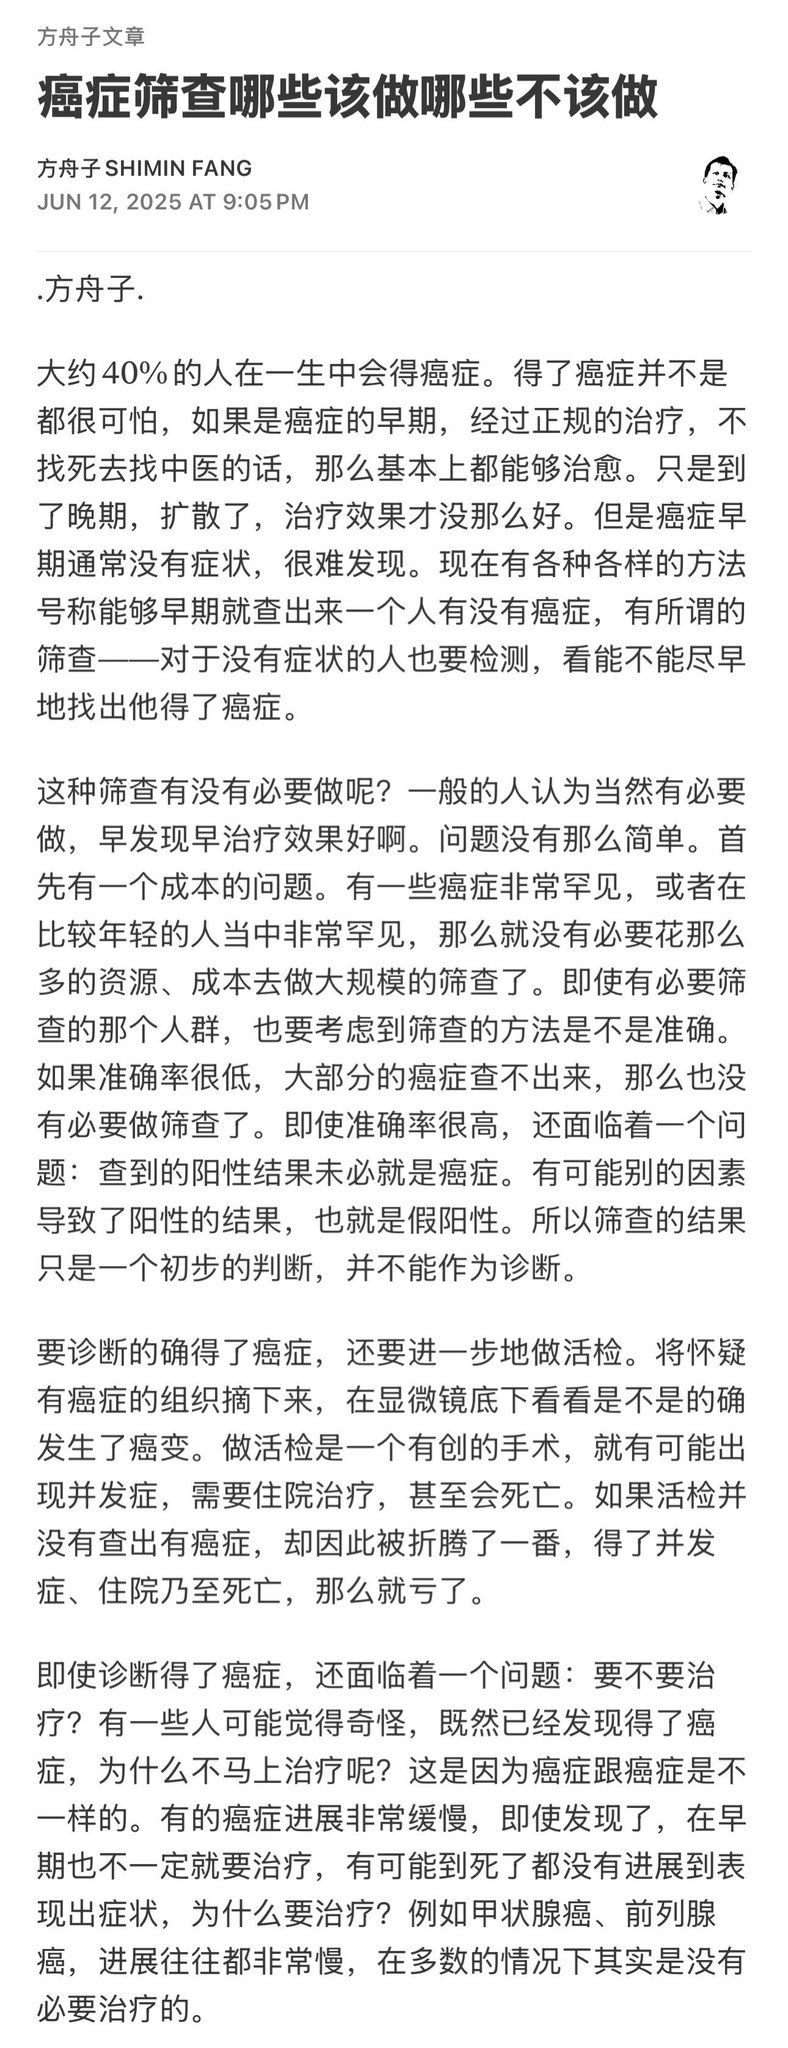 方舟子文章
癌症筛查哪些该做哪些不该做
方舟子 SHIMIN FANG
JUN 12, 2025 AT 9:05 PM
.方舟子.
大约 40% 的人在一生中会得癌症。得了癌症并不是
都很可怕，如果是癌症的早期，经过正规的治疗，不
找死去找中医的话，那么基本上都能够治愈。只是到
了晚期，扩散了，治疗效果才没那么好。但是癌症早
期通常没有症状，很难发现。现在有各种各样的方法
号称能够早期就查出来一个人有没有癌症，有所谓的
筛查——对于没有症状的人也要检测，看能不能尽早
地找出他得了癌症。
这种筛查有没有必要做呢？一般的人认为当然有必要
做，早发现早治疗效果好啊。问题没有那么简单。首
先有一个成本的问题。有一些癌症非常罕见，或者在
比较年轻的人当中非常罕见，那么就没有必要花那么
多的资源、成本去做大规模的筛查了。即使有必要筛
查的那个人群，也要考虑到筛查的方法是不是准确。
如果准确率很低，大部分的癌症查不出来，那么也没
有必要做筛查了。即使准确率很高，还面临着一个问
题：查到的阳性结果未必就是癌症。有可能别的因素
导致了阳性的结果，也就是假阳性。所以筛查的结果
只是一个初步的判断，并不能作为诊断。
要诊断的确得了癌症，还要进一步地做活检。将怀疑
有癌症的组织摘下来，在显微镜底下看看是不是的确
发生了癌变。做活检是一个有创的手术，就有可能出
现并发症，需要住院治疗，甚至会死亡。如果活检并
没有查出有癌症，却因此被折腾了一番，得了并发
症、住院乃至死亡，那么就亏了。
即使诊断得了癌症，还面临着一个问题：要不要治
疗？有一些人可能觉得奇怪，既然已经发现得了癌
症，为什么不马上治疗呢？这是因为癌症跟癌症是不
一样的。有的癌症进展非常缓慢，即使发现了，在早
期也不一定就要治疗，有可能到死了都没有进展到表
现出症状，为什么要治疗？例如甲状腺癌、前列腺
癌，进展往往都非常慢，在多数的情况下其实是没有
必要治疗的。